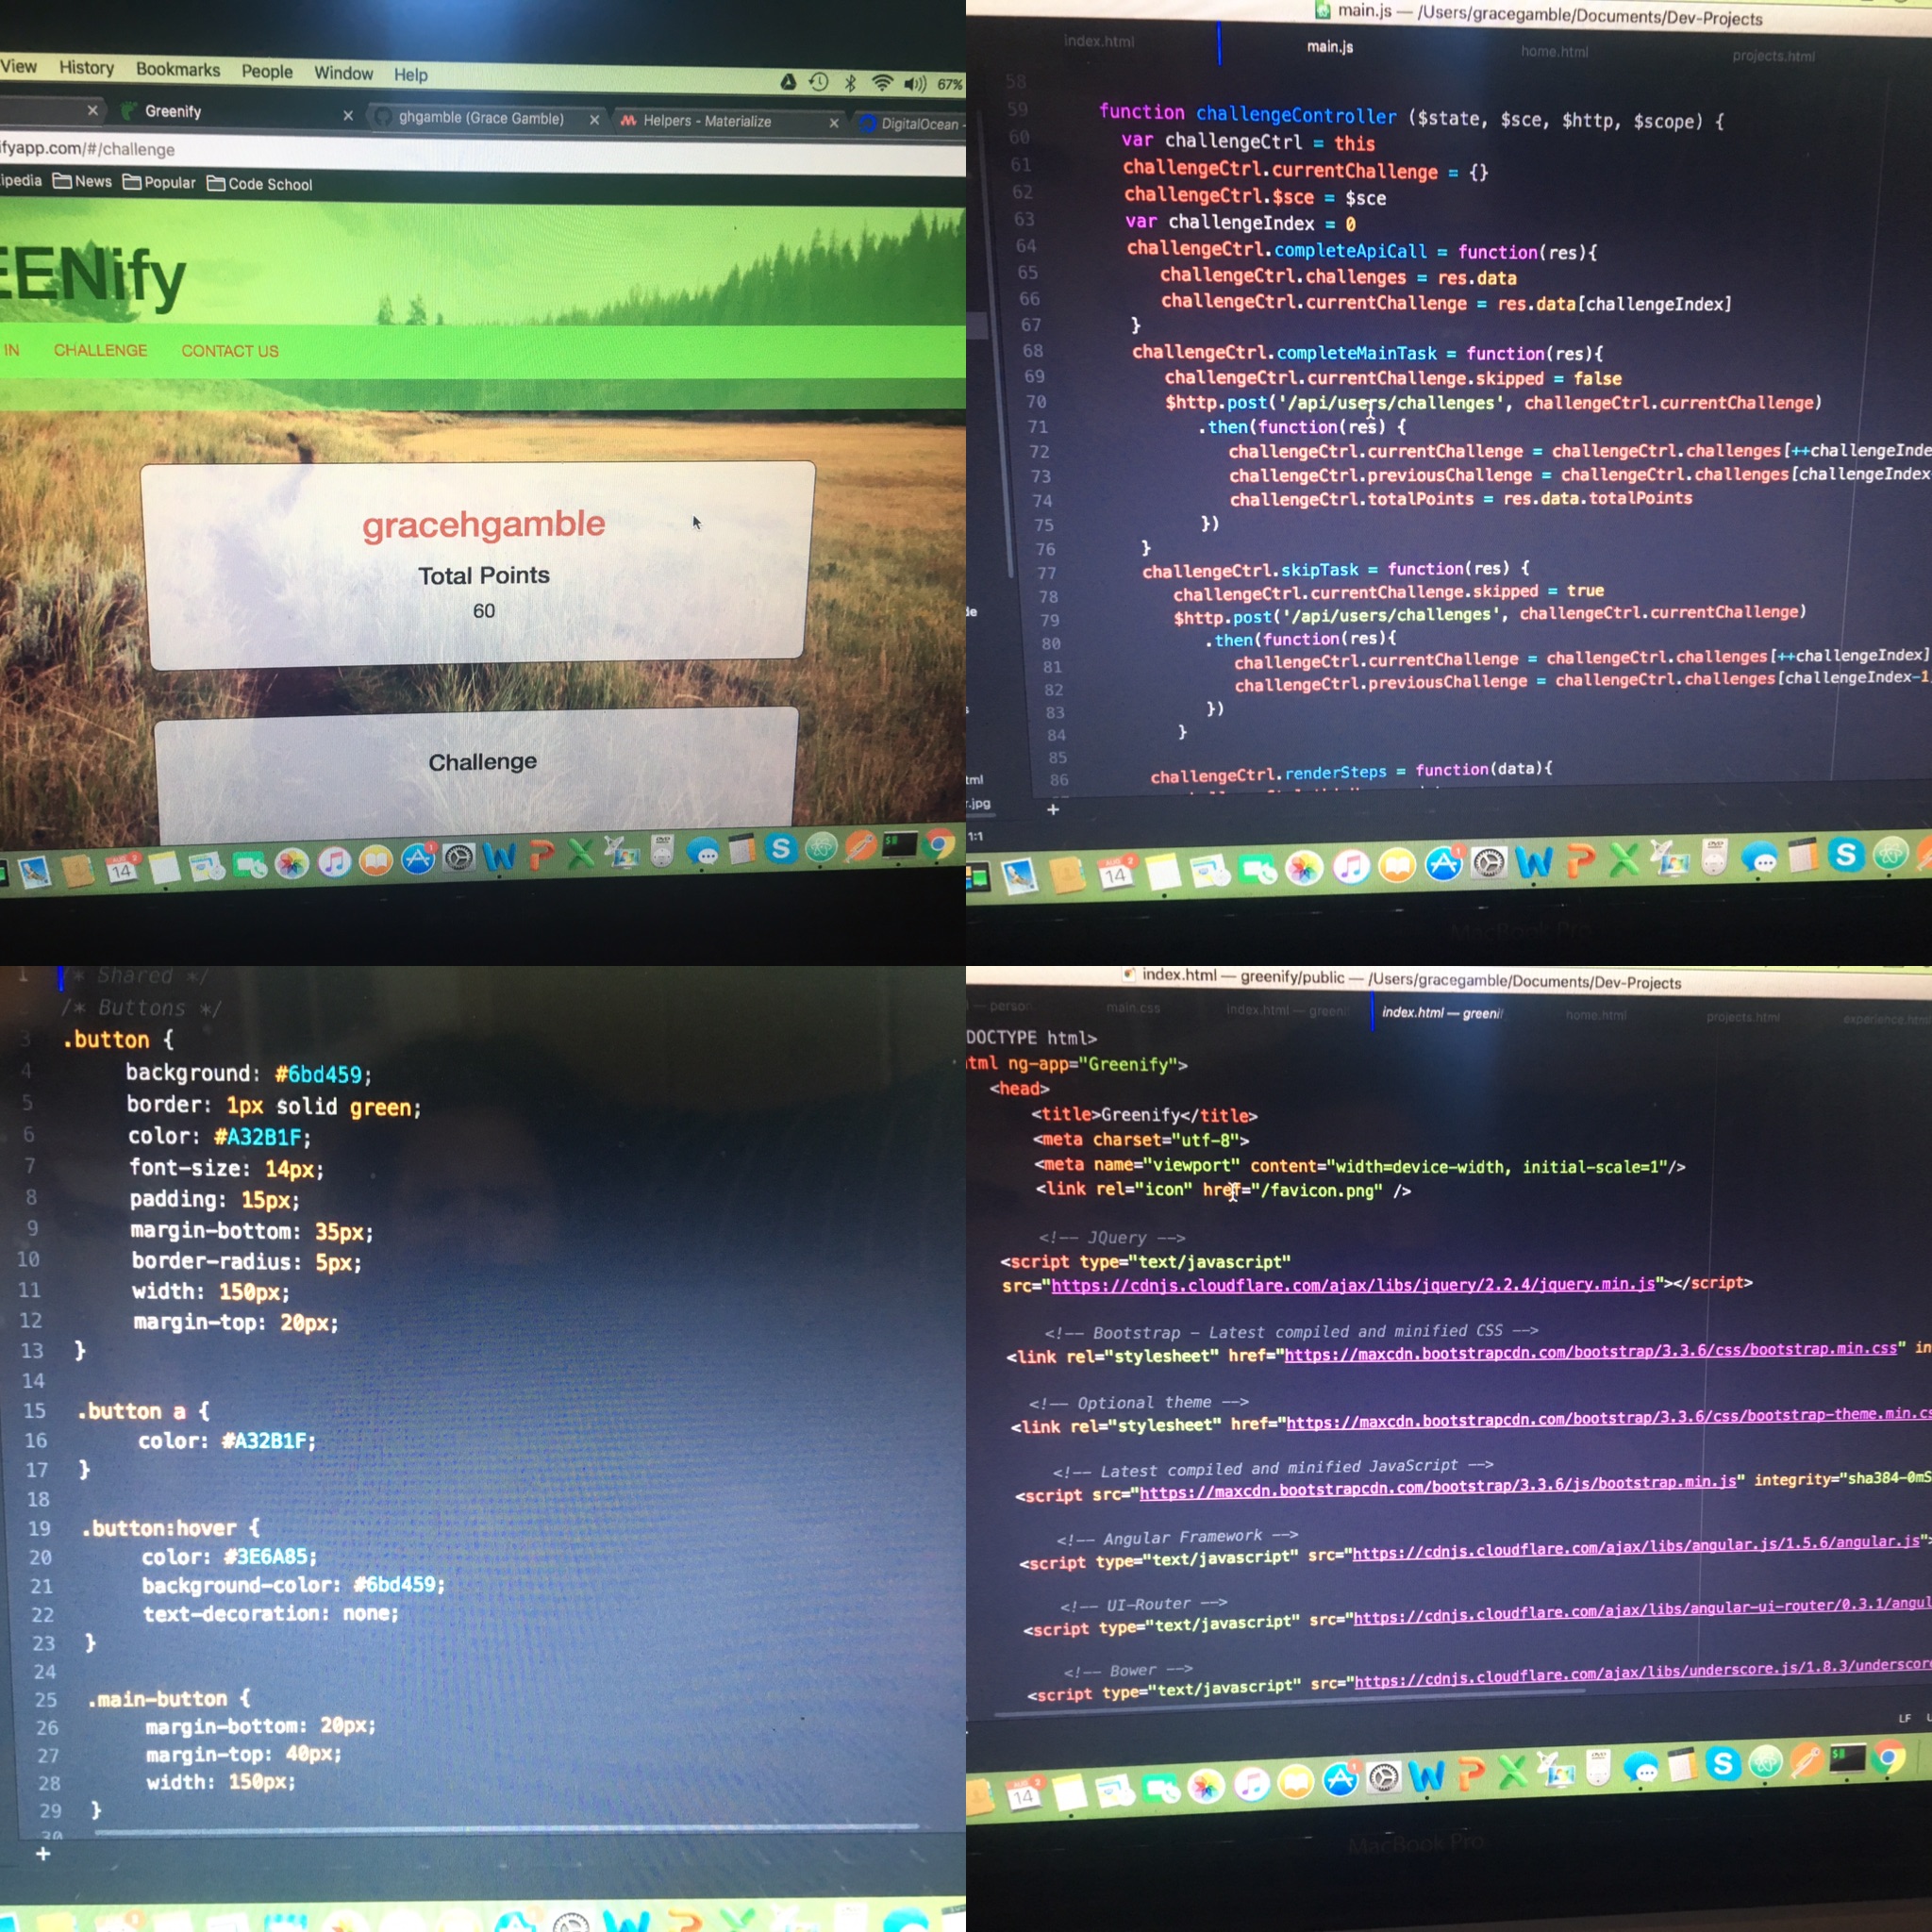 View History Bookmarks People Window Help 67%
Greenify ghgamble (Grace Gamble) Helpers - Materialize DigitalOcean -
ifyapp.com/#/challenge
ipedia News Popular Code School
EENify
IN CHALLENGE CONTACT US
gracehgamble
Total Points
60
Challenge
14
main.js — /Users/gracegamble/Documents/Dev-Projects
index.html main.js home.html projects.html
58
59 function challengeController ($state, $sce, $http, $scope) {
60 var challengeCtrl = this
61 challengeCtrl.currentChallenge = {}
62 challengeCtrl.$sce = $sce
63 var challengeIndex = 0
64 challengeCtrl.completeApiCall = function(res){
65 challengeCtrl.challenges = res.data
66 challengeCtrl.currentChallenge = res.data[challengeIndex]
67 }
68 challengeCtrl.completeMainTask = function(res){
69 challengeCtrl.currentChallenge.skipped = false
70 $http.post('/api/users/challenges', challengeCtrl.currentChallenge)
71 .then(function(res) {
72 challengeCtrl.currentChallenge = challengeCtrl.challenges[++challengeInde
73 challengeCtrl.previousChallenge = challengeCtrl.challenges[challengeIndex-
74 challengeCtrl.totalPoints = res.data.totalPoints
75 })
76 }
77 challengeCtrl.skipTask = function(res) {
78 challengeCtrl.currentChallenge.skipped = true
79 $http.post('/api/users/challenges', challengeCtrl.currentChallenge)
80 .then(function(res){
81 challengeCtrl.currentChallenge = challengeCtrl.challenges[++challengeIndex]
82 challengeCtrl.previousChallenge = challengeCtrl.challenges[challengeIndex-1
83 })
84 }
85
86 challengeCtrl.renderSteps = function(data){
tml
r.jpg +
1:1
14
MacBook Pro
1 /* Shared */
/* Buttons */
3 .button {
4 background: #6bd459;
5 border: 1px solid green;
6 color: #A32B1F;
7 font-size: 14px;
8 padding: 15px;
9 margin-bottom: 35px;
10 border-radius: 5px;
11 width: 150px;
12 margin-top: 20px;
13 }
14
15 .button a {
16 color: #A32B1F;
17 }
18
19 .button:hover {
20 color: #3E6A85;
21 background-color: #6bd459;
22 text-decoration: none;
23 }
24
25 .main-button {
26 margin-bottom: 20px;
27 margin-top: 40px;
28 width: 150px;
29 }
30
+
index.html — greenify/public — /Users/gracegamble/Documents/Dev-Projects
— person main.css index.html — green index.html — greenif home.html projects.html experience.html
DOCTYPE html>
tml ng-app="Greenify">
<head>
<title>Greenify</title>
<meta charset="utf-8">
<meta name="viewport" content="width=device-width, initial-scale=1"/>
<link rel="icon" href="/favicon.png" />
<!-- JQuery -->
<script type="text/javascript"
src="https://cdnjs.cloudflare.com/ajax/libs/jquery/2.2.4/jquery.min.js"></script>
<!-- Bootstrap - Latest compiled and minified CSS -->
<link rel="stylesheet" href="https://maxcdn.bootstrapcdn.com/bootstrap/3.3.6/css/bootstrap.min.css" in
<!-- Optional theme -->
<link rel="stylesheet" href="https://maxcdn.bootstrapcdn.com/bootstrap/3.3.6/css/bootstrap-theme.min.cs
<!-- Latest compiled and minified JavaScript -->
<script src="https://maxcdn.bootstrapcdn.com/bootstrap/3.3.6/js/bootstrap.min.js" integrity="sha384-0mS
<!-- Angular Framework -->
<script type="text/javascript" src="https://cdnjs.cloudflare.com/ajax/libs/angular.js/1.5.6/angular.js">
<!-- UI-Router -->
<script type="text/javascript" src="https://cdnjs.cloudflare.com/ajax/libs/angular-ui-router/0.3.1/angul
<!-- Bower -->
<script type="text/javascript" src="https://cdnjs.cloudflare.com/ajax/libs/underscore.js/1.8.3/underscore
LF
14
MacBook Pro